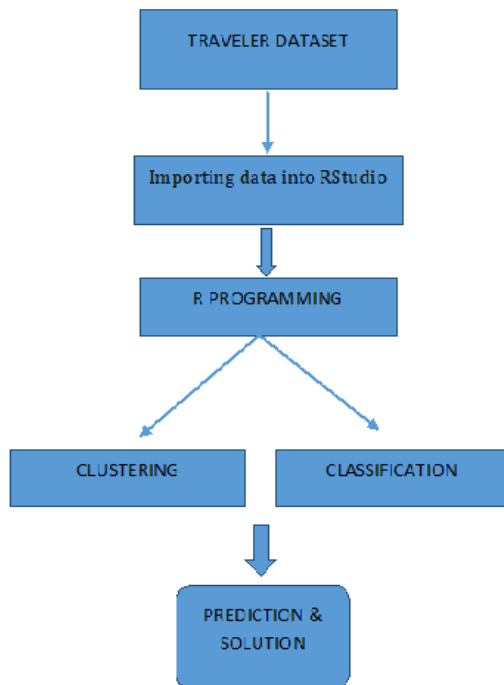 TRAVELER DATASET
Importing data into RStudio
R PROGRAMMING
CLUSTERING
CLASSIFICATION
PREDICTION &
SOLUTION